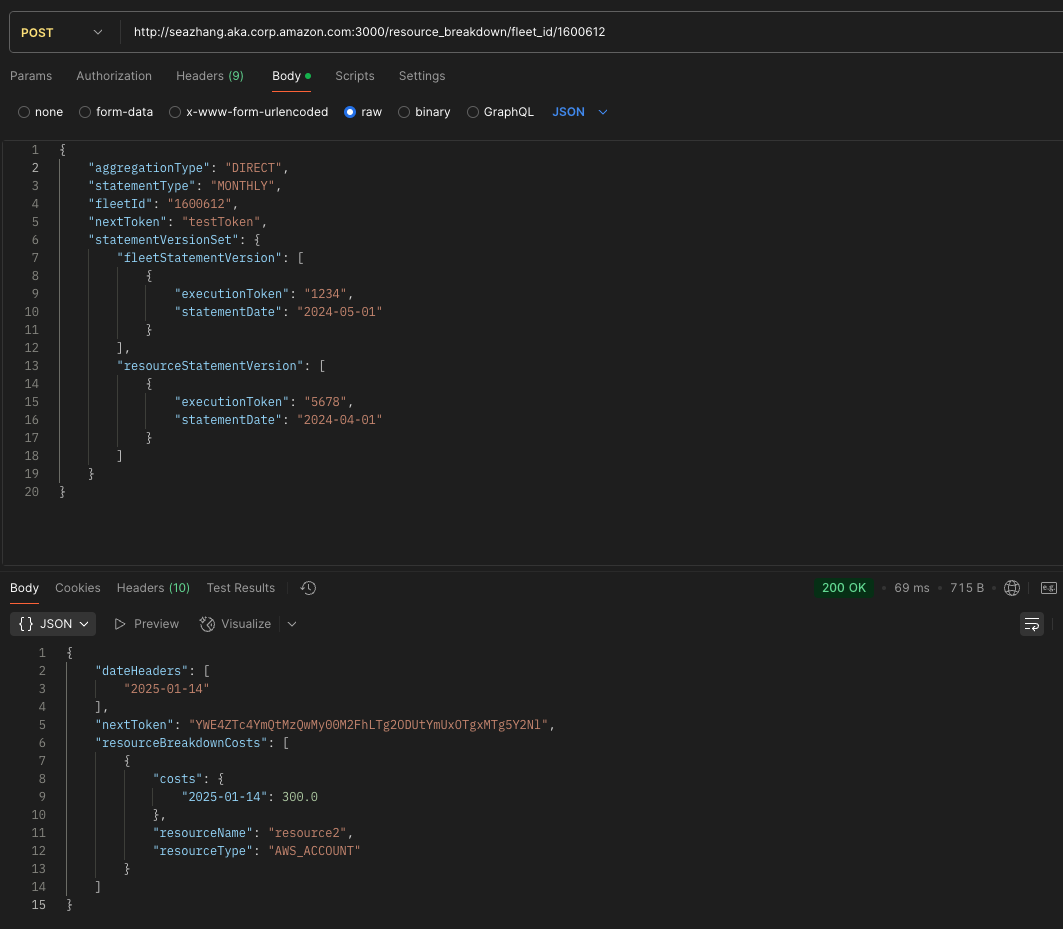 POST http://seazhang.aka.corp.amazon.com:3000/resource_breakdown/fleet_id/1600612
Params Authorization Headers (9) Body Scripts Settings
none form-data x-www-form-urlencoded raw binary GraphQL JSON
1 {
2 "aggregationType": "DIRECT",
3 "statementType": "MONTHLY",
4 "fleetId": "1600612",
5 "nextToken": "testToken",
6 "statementVersionSet": {
7 "fleetStatementVersion": [
8 {
9 "executionToken": "1234",
10 "statementDate": "2024-05-01"
11 }
12 ],
13 "resourceStatementVersion": [
14 {
15 "executionToken": "5678",
16 "statementDate": "2024-04-01"
17 }
18 ]
19 }
20 }
Body Cookies Headers (10) Test Results 200 OK 69 ms 715 B e.g.
{} JSON Preview Visualize
1 {
2 "dateHeaders": [
3 "2025-01-14"
4 ],
5 "nextToken": "YWE4ZTc4YmQtMzQwMy00M2FhLTg2ODUtYmUxOTgxMTg5Y2Nl",
6 "resourceBreakdownCosts": [
7 {
8 "costs": {
9 "2025-01-14": 300.0
10 },
11 "resourceName": "resource2",
12 "resourceType": "AWS_ACCOUNT"
13 }
14 ]
15 }